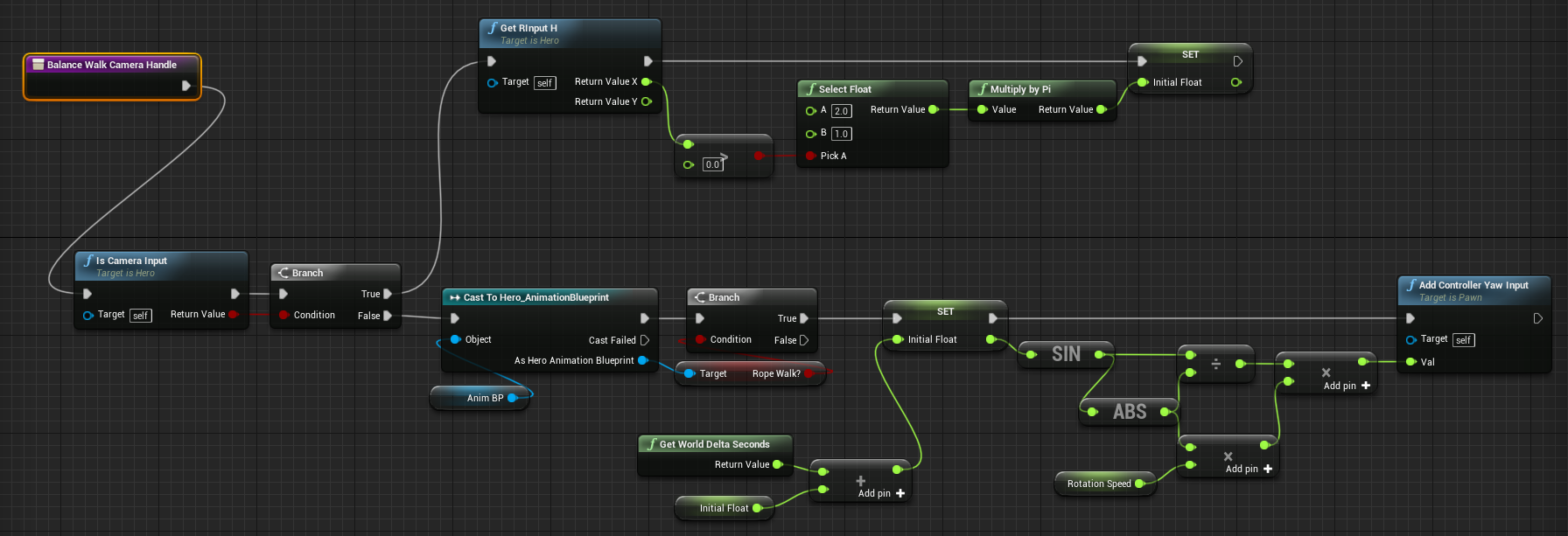 Balance Walk Camera Handle
Get RInput H
Target is Hero
Target self
Return Value X
Return Value Y
>
0.0
Select Float
A 2.0
B 1.0
Pick A
Return Value
Multiply by Pi
Value
Return Value
SET
Initial Float
Is Camera Input
Target is Hero
Target self
Return Value
Branch
Condition
True
False
Cast To Hero_AnimationBlueprint
Object
Cast Failed
As Hero Animation Blueprint
Anim BP
Branch
Condition
True
False
Target
Rope Walk?
SET
Initial Float
Get World Delta Seconds
Return Value
Initial Float
+
Add pin +
SIN
ABS
÷
×
Add pin +
Rotation Speed
×
Add pin +
Add Controller Yaw Input
Target is Pawn
Target self
Val